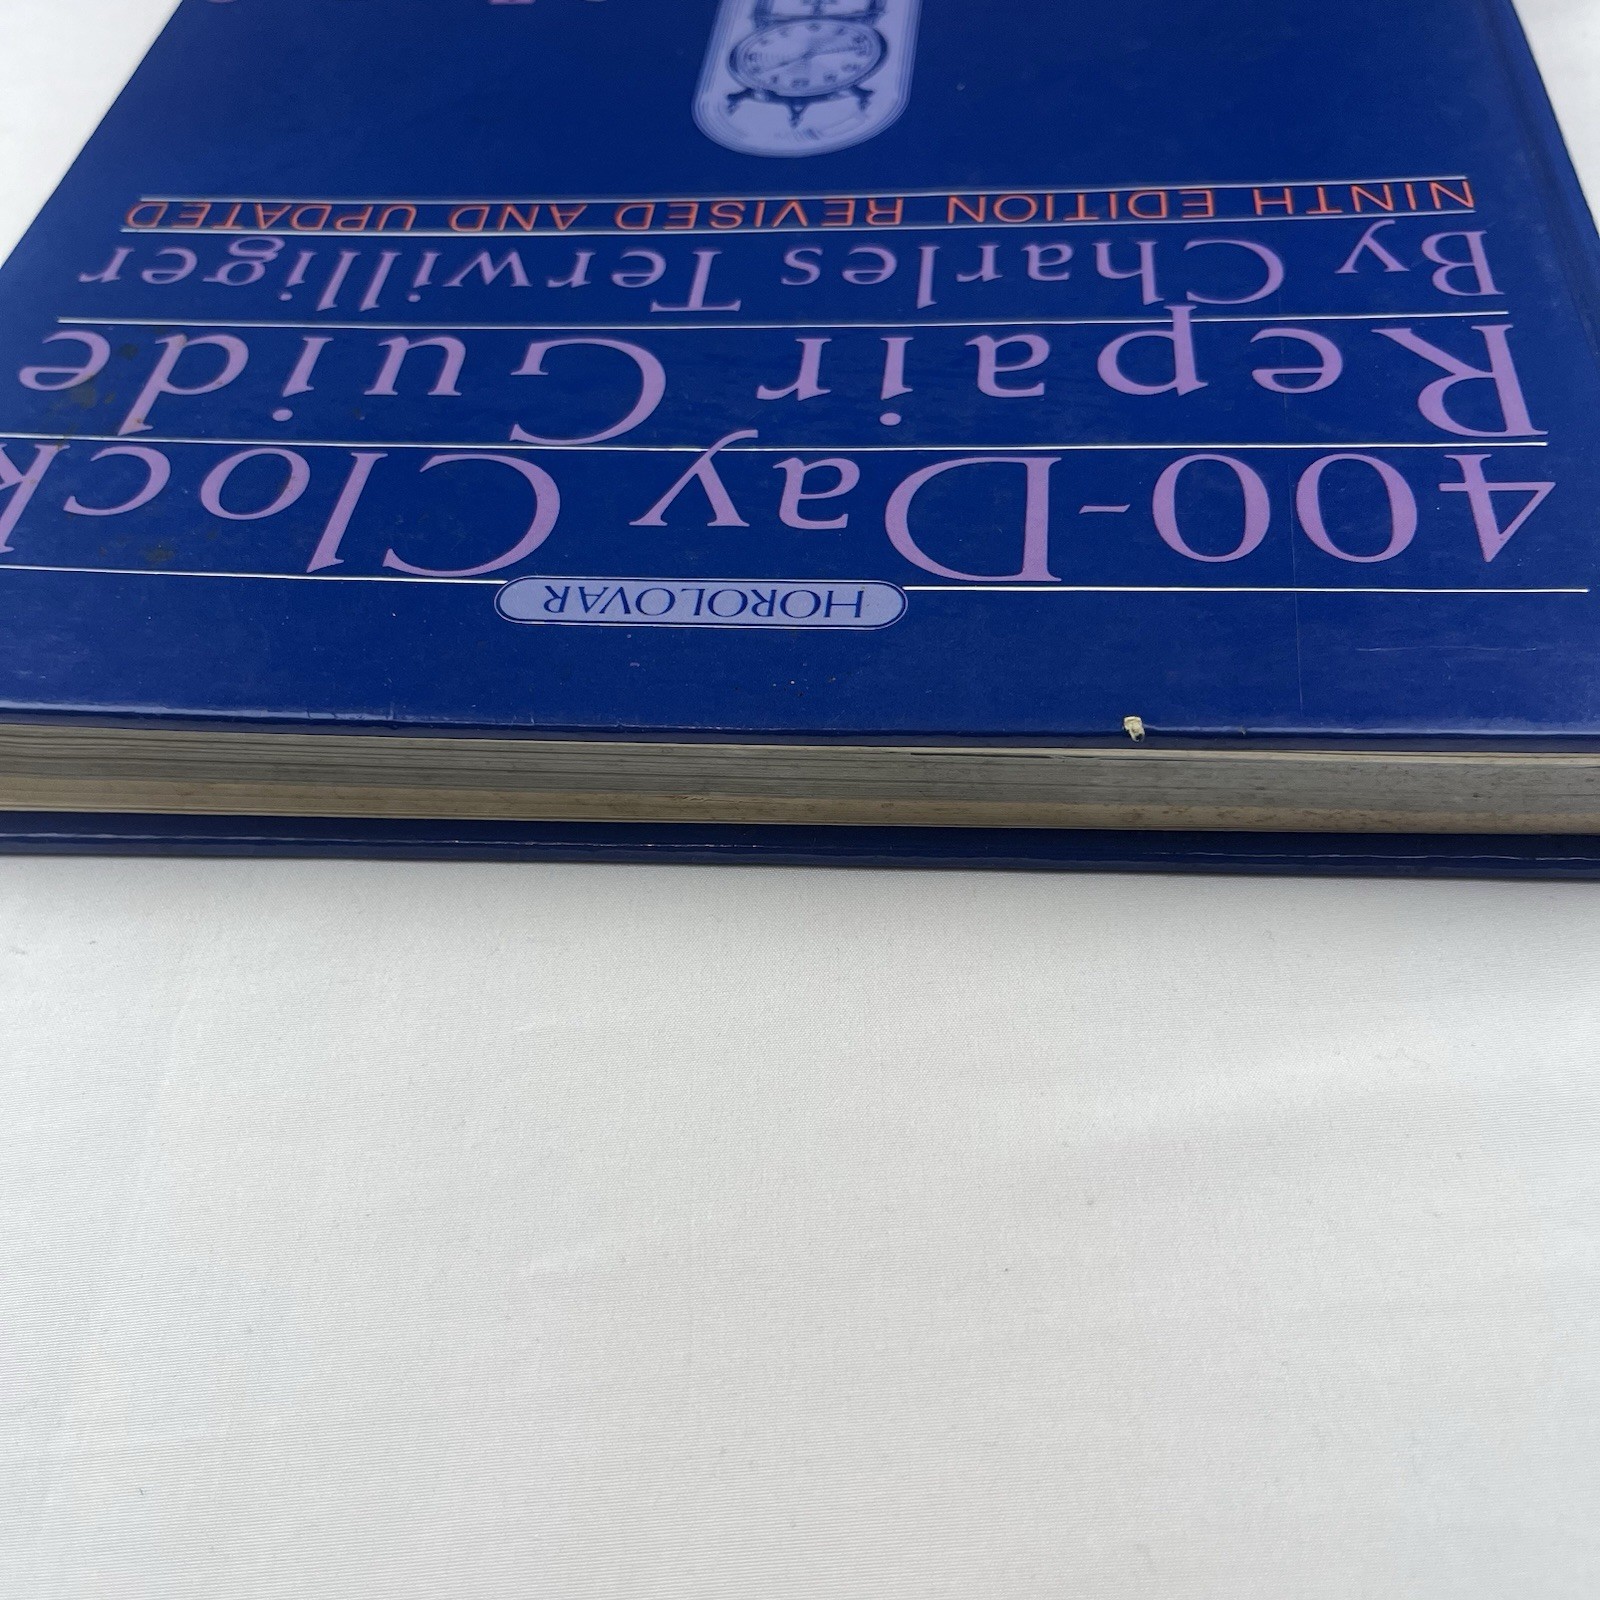 HOROLOVAR
400-Day Clock
Repair Guide
By Charles Terwilliger
NINTH EDITION REVISED AND UPDATED